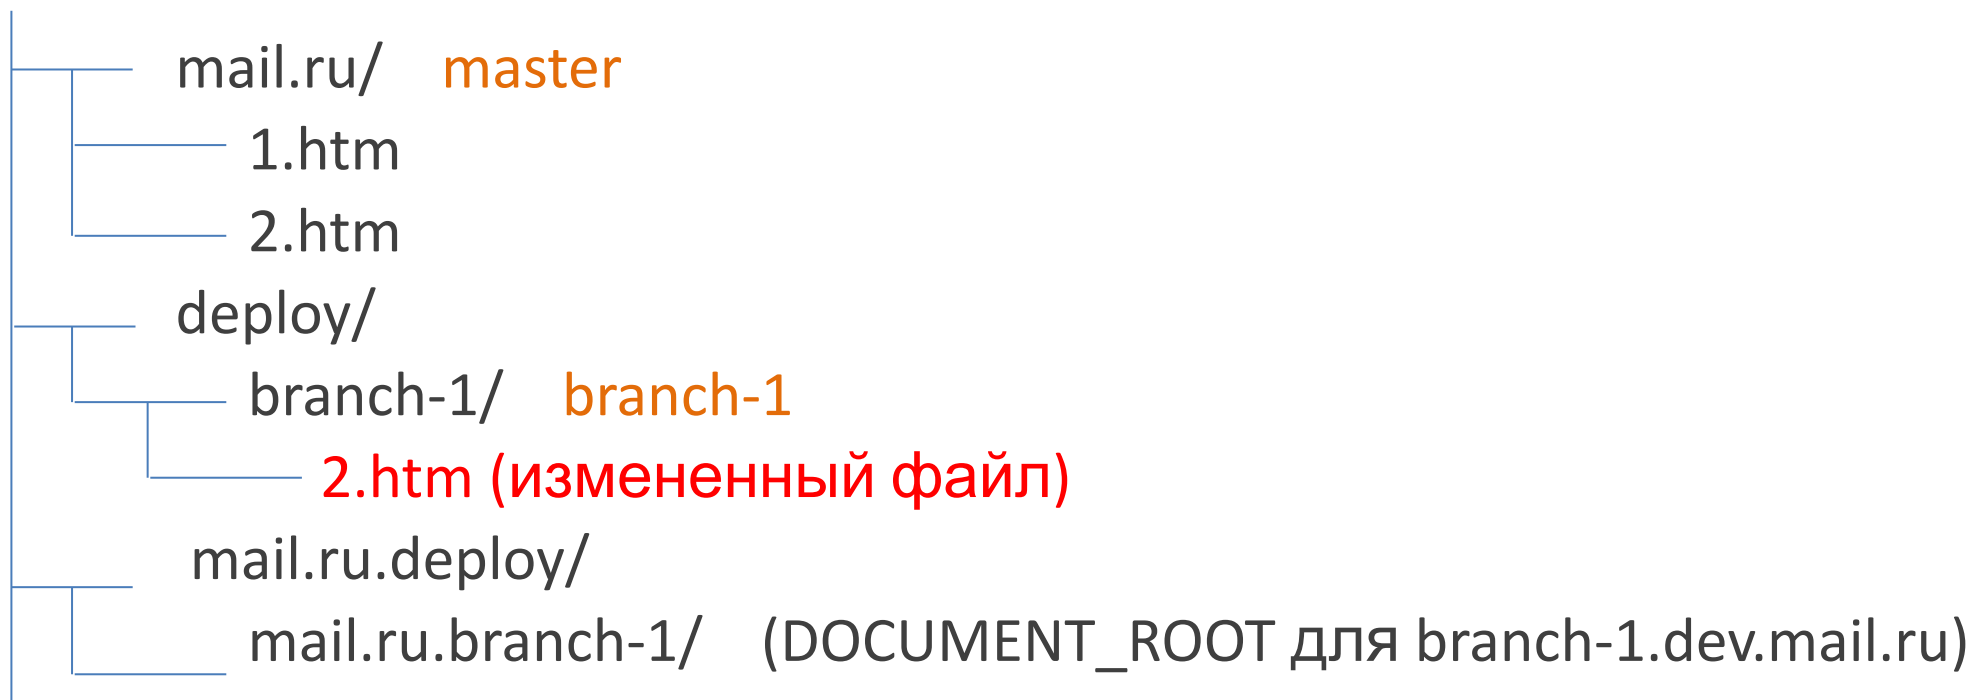 mail.ru/ master
1.htm
2.htm
deploy/
branch-1/ branch-1
2.htm (измененный файл)
mail.ru.deploy/
mail.ru.branch-1/ (DOCUMENT_ROOT для branch-1.dev.mail.ru)